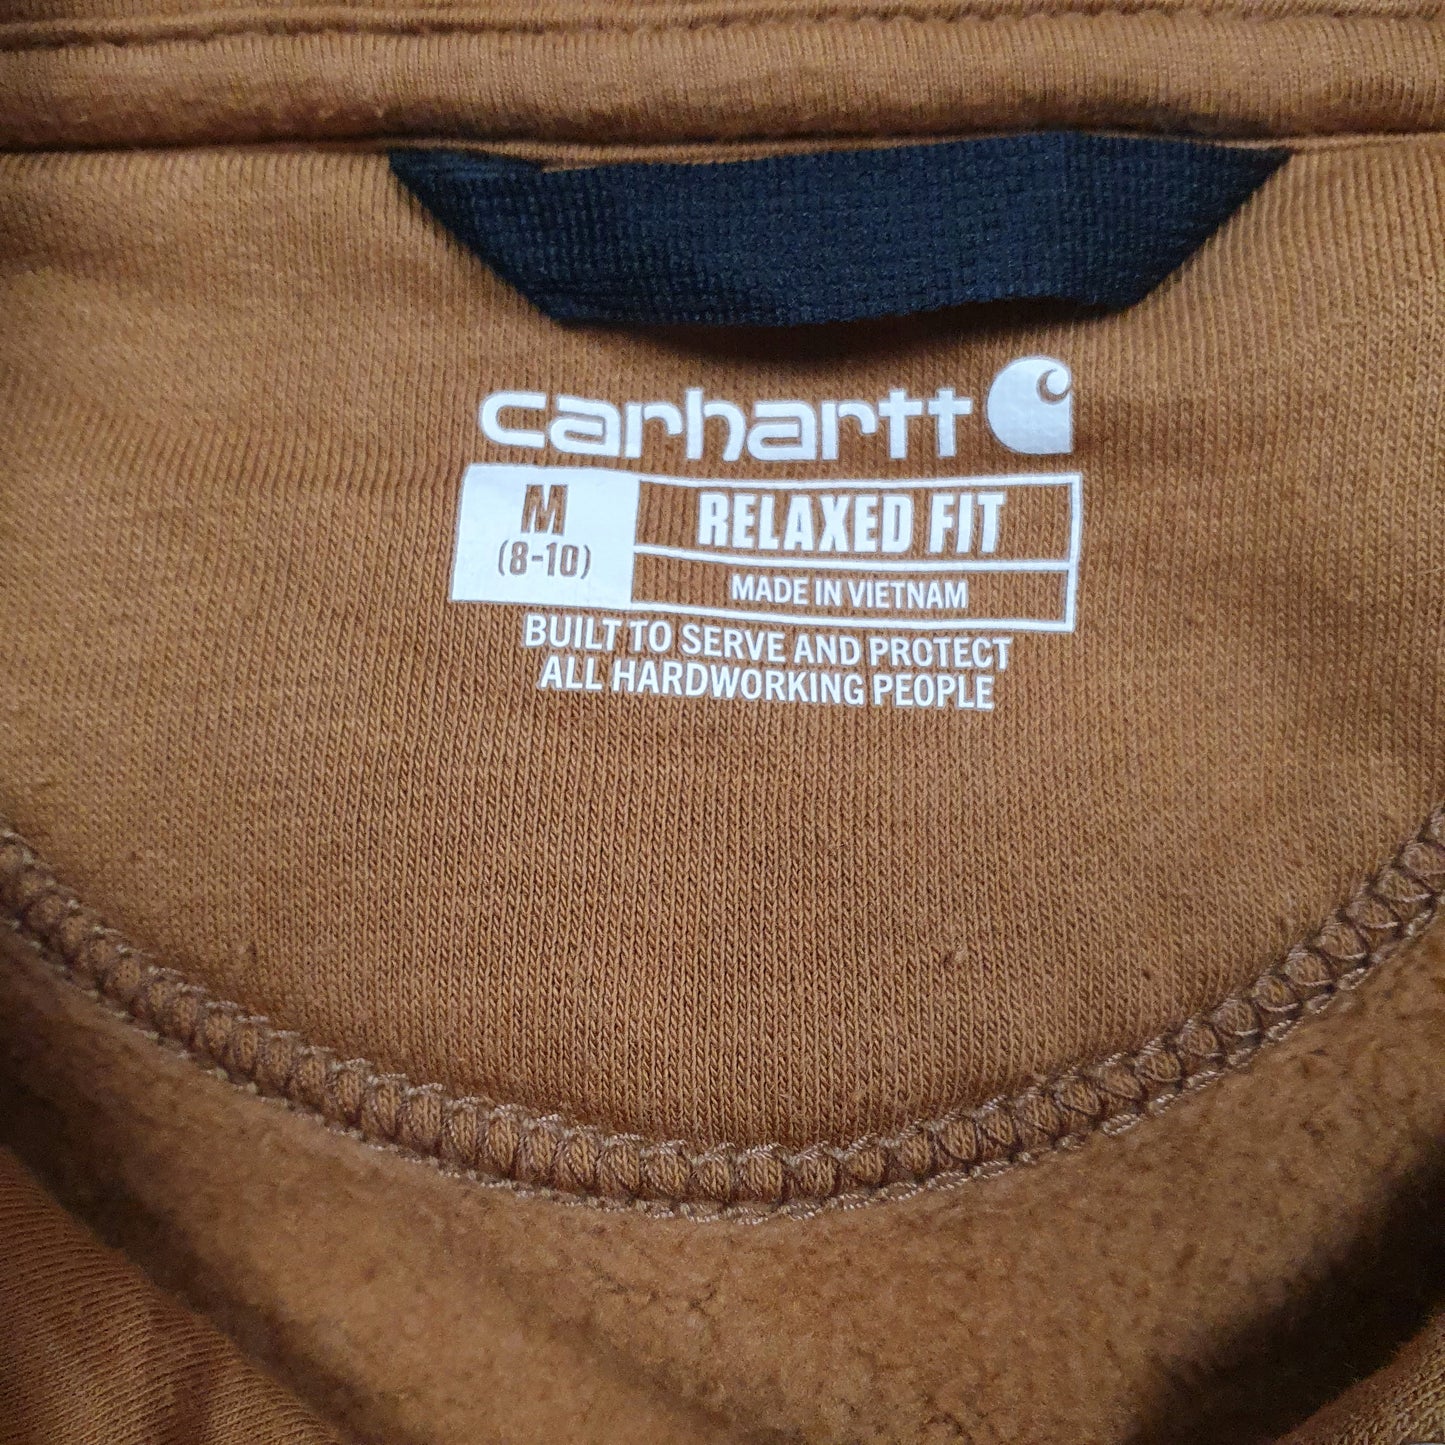 carhartt
M
(8-10)
RELAXED FIT
MADE IN VIETNAM
BUILT TO SERVE AND PROTECT
ALL HARDWORKING PEOPLE